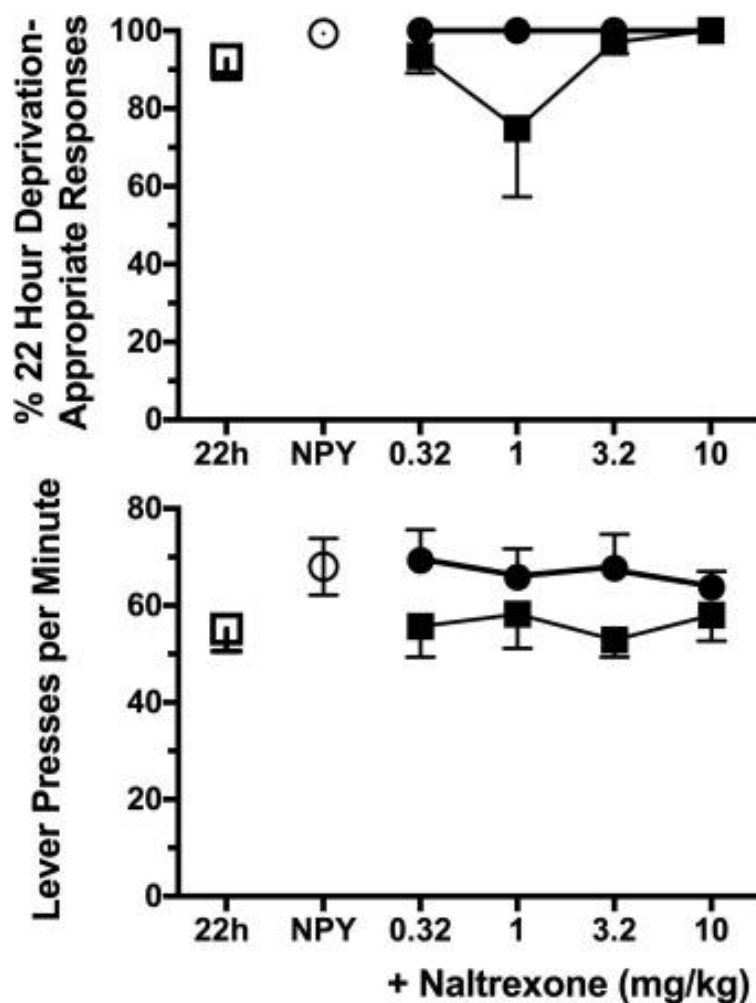 % 22 Hour Deprivation-
Appropriate Responses
100
80
60
40
20
0
22h NPY 0.32 1 3.2 10
Lever Presses per Minute
80
60
40
20
0
22h NPY 0.32 1 3.2 10
+ Naltrexone (mg/kg)